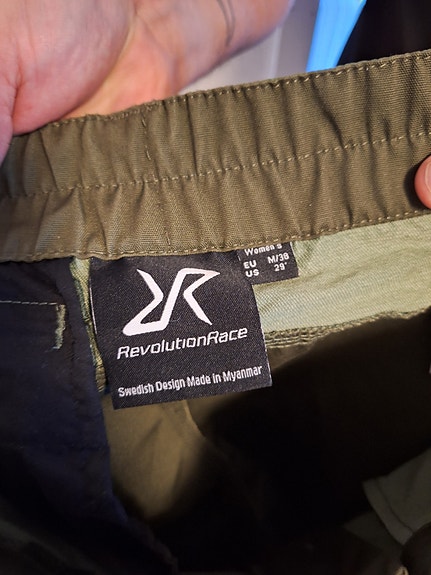 Women's
EU M/38
US 29"
RevolutionRace
Swedish Design Made in Myanmar